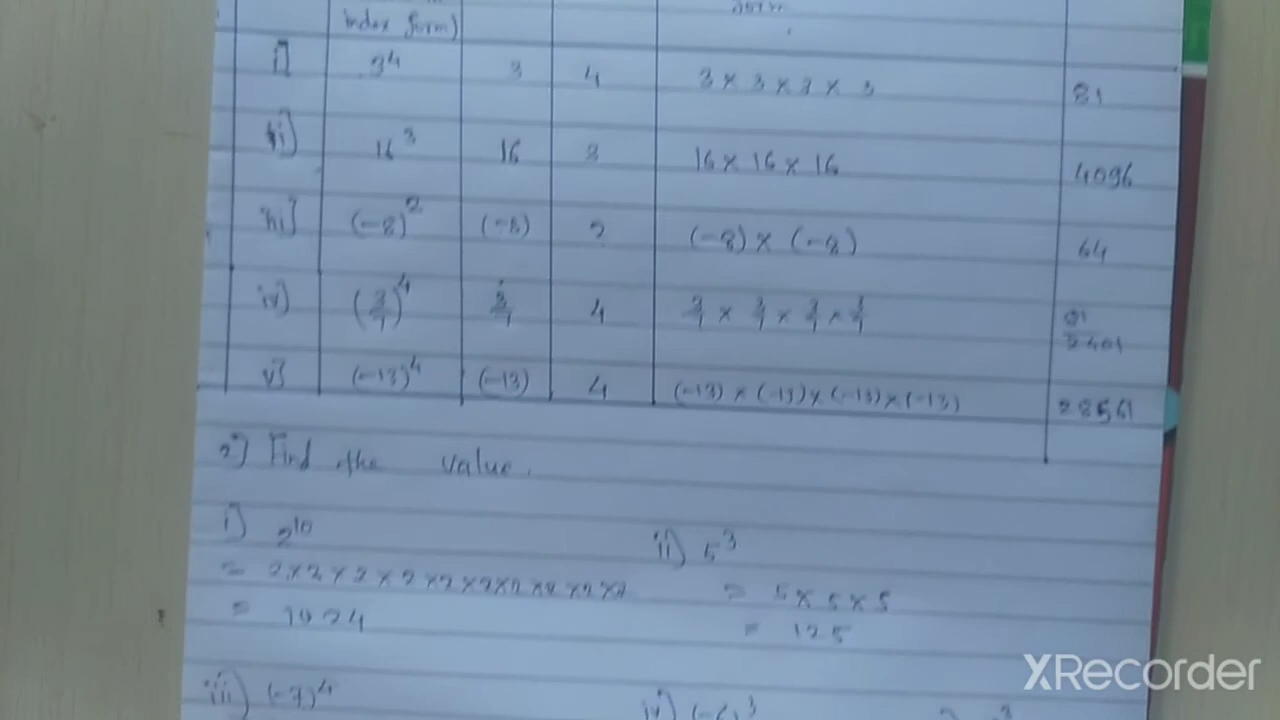 index form)
i] 3⁴ 3 4 3 × 3 × 3 × 3 81
ii] 16³ 16 3 16 × 16 × 16 4096
iii] (-8)² (-8) 2 (-8) × (-8) 64
iv] (3/7)⁴ 3/7 4 3/7 × 3/7 × 3/7 × 3/7 81/2401
v] (-13)⁴ (-13) 4 (-13) × (-13) × (-13) × (-13) 28561
2] Find the value.
i] 2¹⁰ ii) 5³
= 2×2×2×2×2×2×2×2×2×2 = 5×5×5
= 1024 = 125
iii) (-7)⁴ iv)
XRecorder